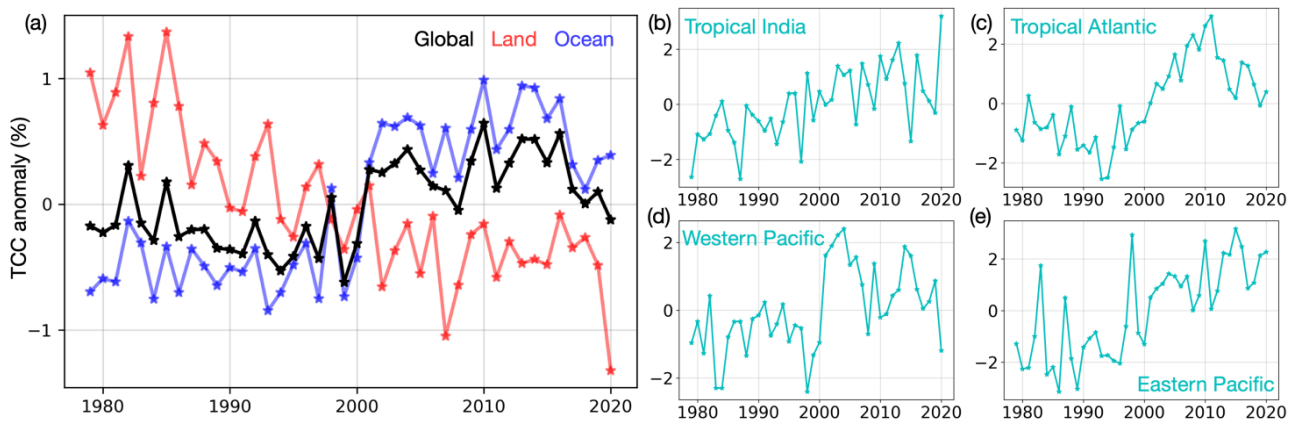 (a)
Global Land Ocean
TCC anomaly (%)
1
0
−1
1980 1990 2000 2010 2020
(b)
Tropical India
2
0
−2
1980 1990 2000 2010 2020
(c)
Tropical Atlantic
2
0
−2
1980 1990 2000 2010 2020
(d)
Western Pacific
2
0
−2
1980 1990 2000 2010 2020
(e)
2
0
−2
Eastern Pacific
1980 1990 2000 2010 2020